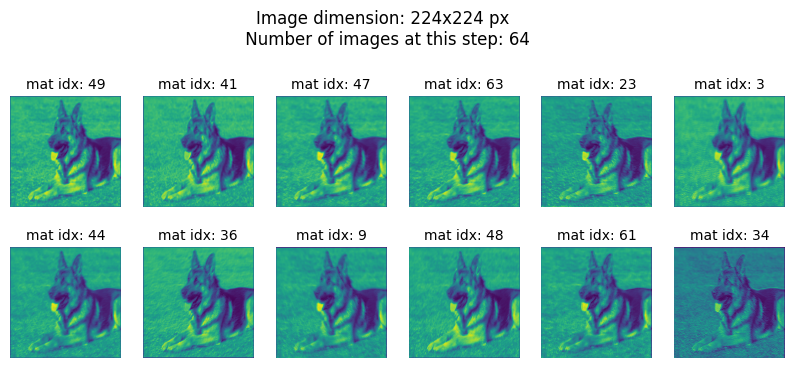 Image dimension: 224x224 px
Number of images at this step: 64
mat idx: 49
mat idx: 41
mat idx: 47
mat idx: 63
mat idx: 23
mat idx: 3
mat idx: 44
mat idx: 36
mat idx: 9
mat idx: 48
mat idx: 61
mat idx: 34